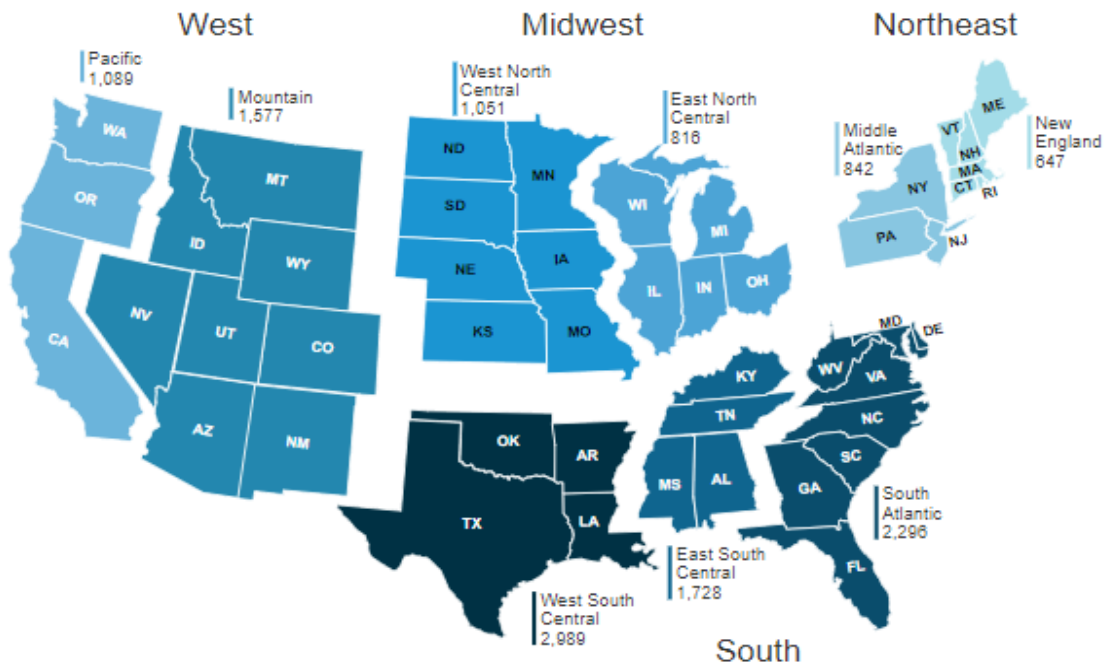 West
Midwest
Northeast
Pacific
1,089
Mountain
1,577
West North
Central
1,051
East North
Central
816
Middle
Atlantic
842
New
England
647
WA
OR
CA
MT
ID
WY
NV
UT
CO
AZ
NM
ND
SD
NE
KS
MN
IA
MO
WI
MI
IL
IN
OH
ME
VT
NH
MA
CT
RI
NY
PA
NJ
MD
DE
WV
VA
KY
TN
NC
SC
MS
AL
GA
FL
OK
AR
TX
LA
South
Atlantic
2,296
East South
Central
1,728
West South
Central
2,989
South